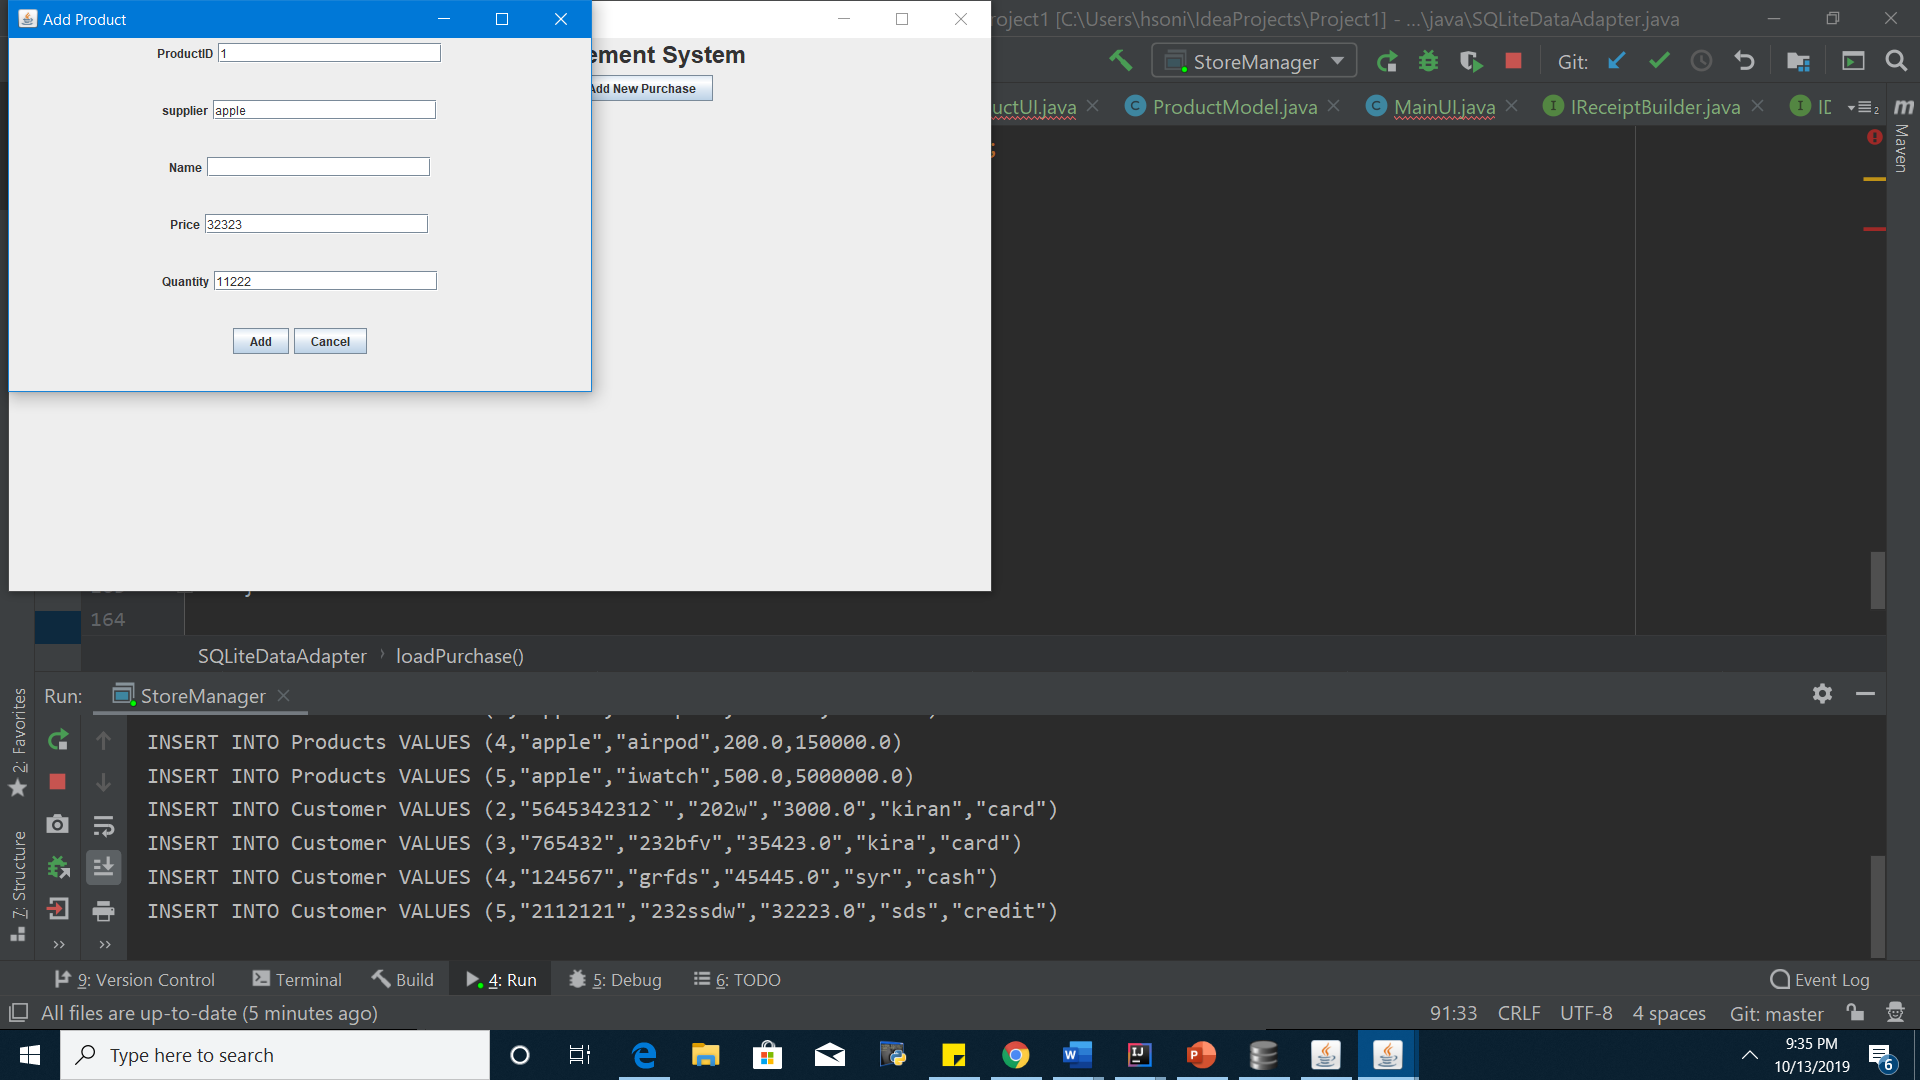 Add Product
ProductID 1
supplier apple
Name
Price 32323
Quantity 11222
Add Cancel
ement System
Add New Purchase
roject1 [C:\Users\hsoni\IdeaProjects\Project1] - ...\java\SQLiteDataAdapter.java
StoreManager
Git:
uctUI.java
ProductModel.java
MainUI.java
IReceiptBuilder.java
Maven
;
164
SQLiteDataAdapter
loadPurchase()
Run: StoreManager
INSERT INTO Products VALUES (4,"apple","airpod",200.0,150000.0)
INSERT INTO Products VALUES (5,"apple","iwatch",500.0,5000000.0)
INSERT INTO Customer VALUES (2,"5645342312`","202w","3000.0","kiran","card")
INSERT INTO Customer VALUES (3,"765432","232bfv","35423.0","kira","card")
INSERT INTO Customer VALUES (4,"124567","grfds","45445.0","syr","cash")
INSERT INTO Customer VALUES (5,"2112121","232ssdw","32223.0","sds","credit")
2: Favorites
7: Structure
9: Version Control
Terminal
Build
4: Run
5: Debug
6: TODO
Event Log
All files are up-to-date (5 minutes ago)
91:33 CRLF UTF-8 4 spaces Git: master
Type here to search
9:35 PM
10/13/2019
6